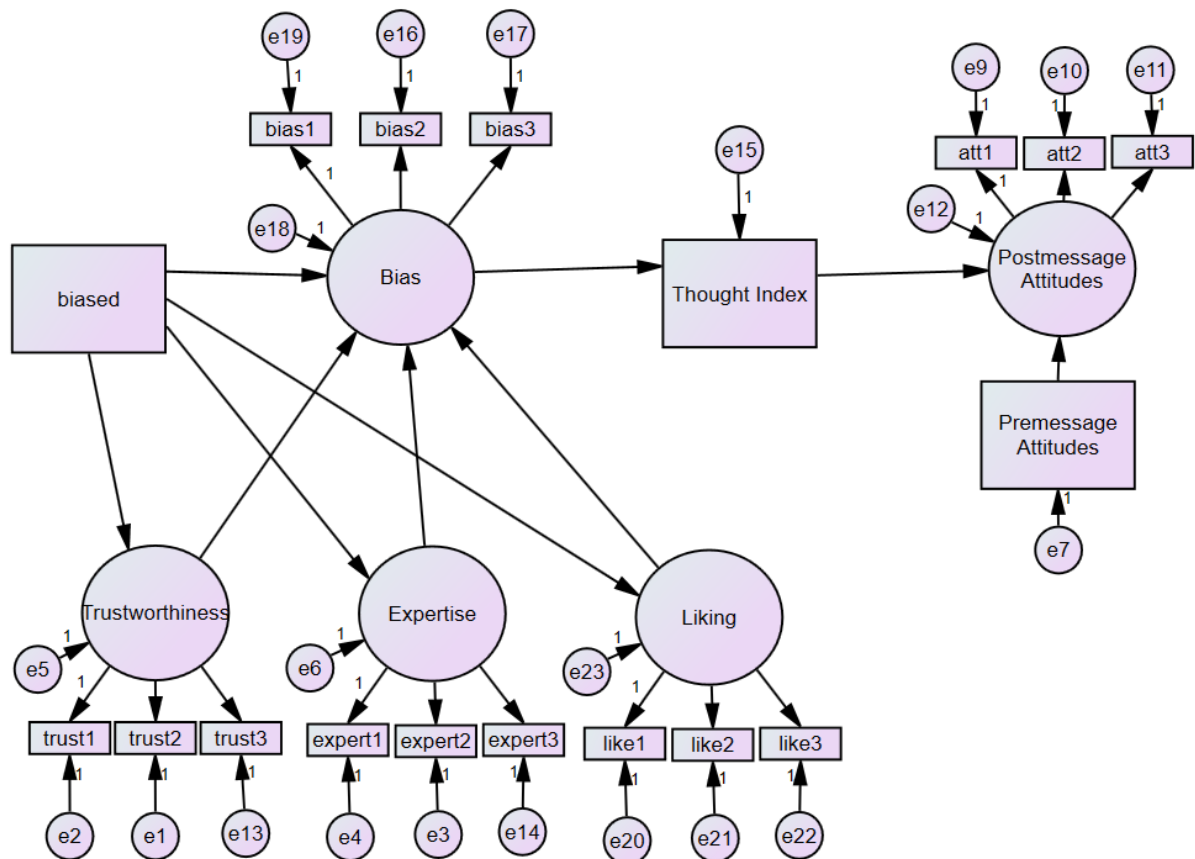 e19
e16
e17
1
1
1
bias1
bias2
bias3
1
e18
1
Bias
e9
e10
e11
1
1
1
att1
att2
att3
e15
1
1
e12
1
Postmessage
Attitudes
biased
Thought Index
Premessage
Attitudes
1
e7
Trustworthiness
Expertise
Liking
e5
1
e6
1
e23
1
1
1
1
trust1
trust2
trust3
expert1
expert2
expert3
like1
like2
like3
1
1
1
1
1
1
1
1
1
e2
e1
e13
e4
e3
e14
e20
e21
e22